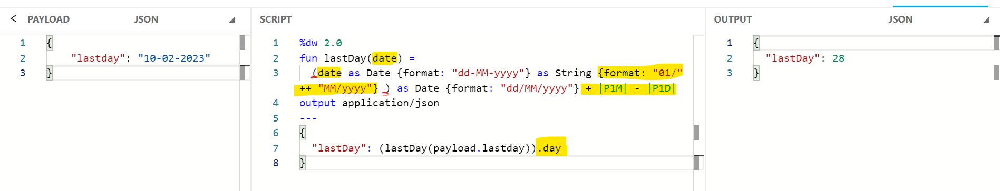 < PAYLOAD JSON
1 {
2 "lastday": "10-02-2023"
3 }
SCRIPT
1 %dw 2.0
2 fun lastDay(date) =
3 (date as Date {format: "dd-MM-yyyy"} as String {format: "01/"
++ "MM/yyyy"} ) as Date {format: "dd/MM/yyyy"} + |P1M| - |P1D|
4 output application/json
5 ---
6 {
7 "lastDay": (lastDay(payload.lastday)).day
8 }
OUTPUT JSON
1 {
2 "lastDay": 28
3 }